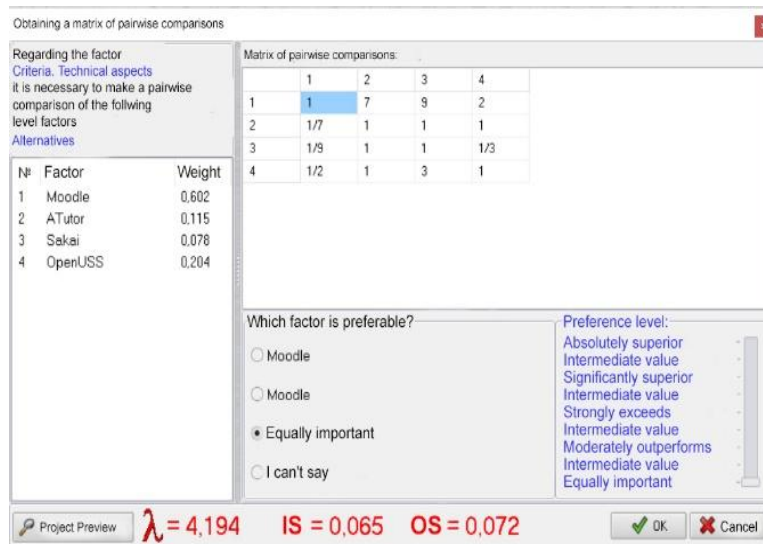 Obtaining a matrix of pairwise comparisons
Regarding the factor
Criteria. Technical aspects
it is necessary to make a pairwise
comparison of the follwing
level factors
Alternatives
№ Factor Weight
1 Moodle 0,602
2 ATutor 0,115
3 Sakai 0,078
4 OpenUSS 0,204
Matrix of pairwise comparisons:
1 2 3 4
1 1 7 9 2
2 1/7 1 1 1
3 1/9 1 1 1/3
4 1/2 1 3 1
Which factor is preferable?
Moodle
Moodle
Equally important
I can't say
Preference level:
Absolutely superior
Intermediate value
Significantly superior
Intermediate value
Strongly exceeds
Intermediate value
Moderately outperforms
Intermediate value
Equally important
Project Preview
λ = 4,194 IS = 0,065 OS = 0,072
OK
Cancel